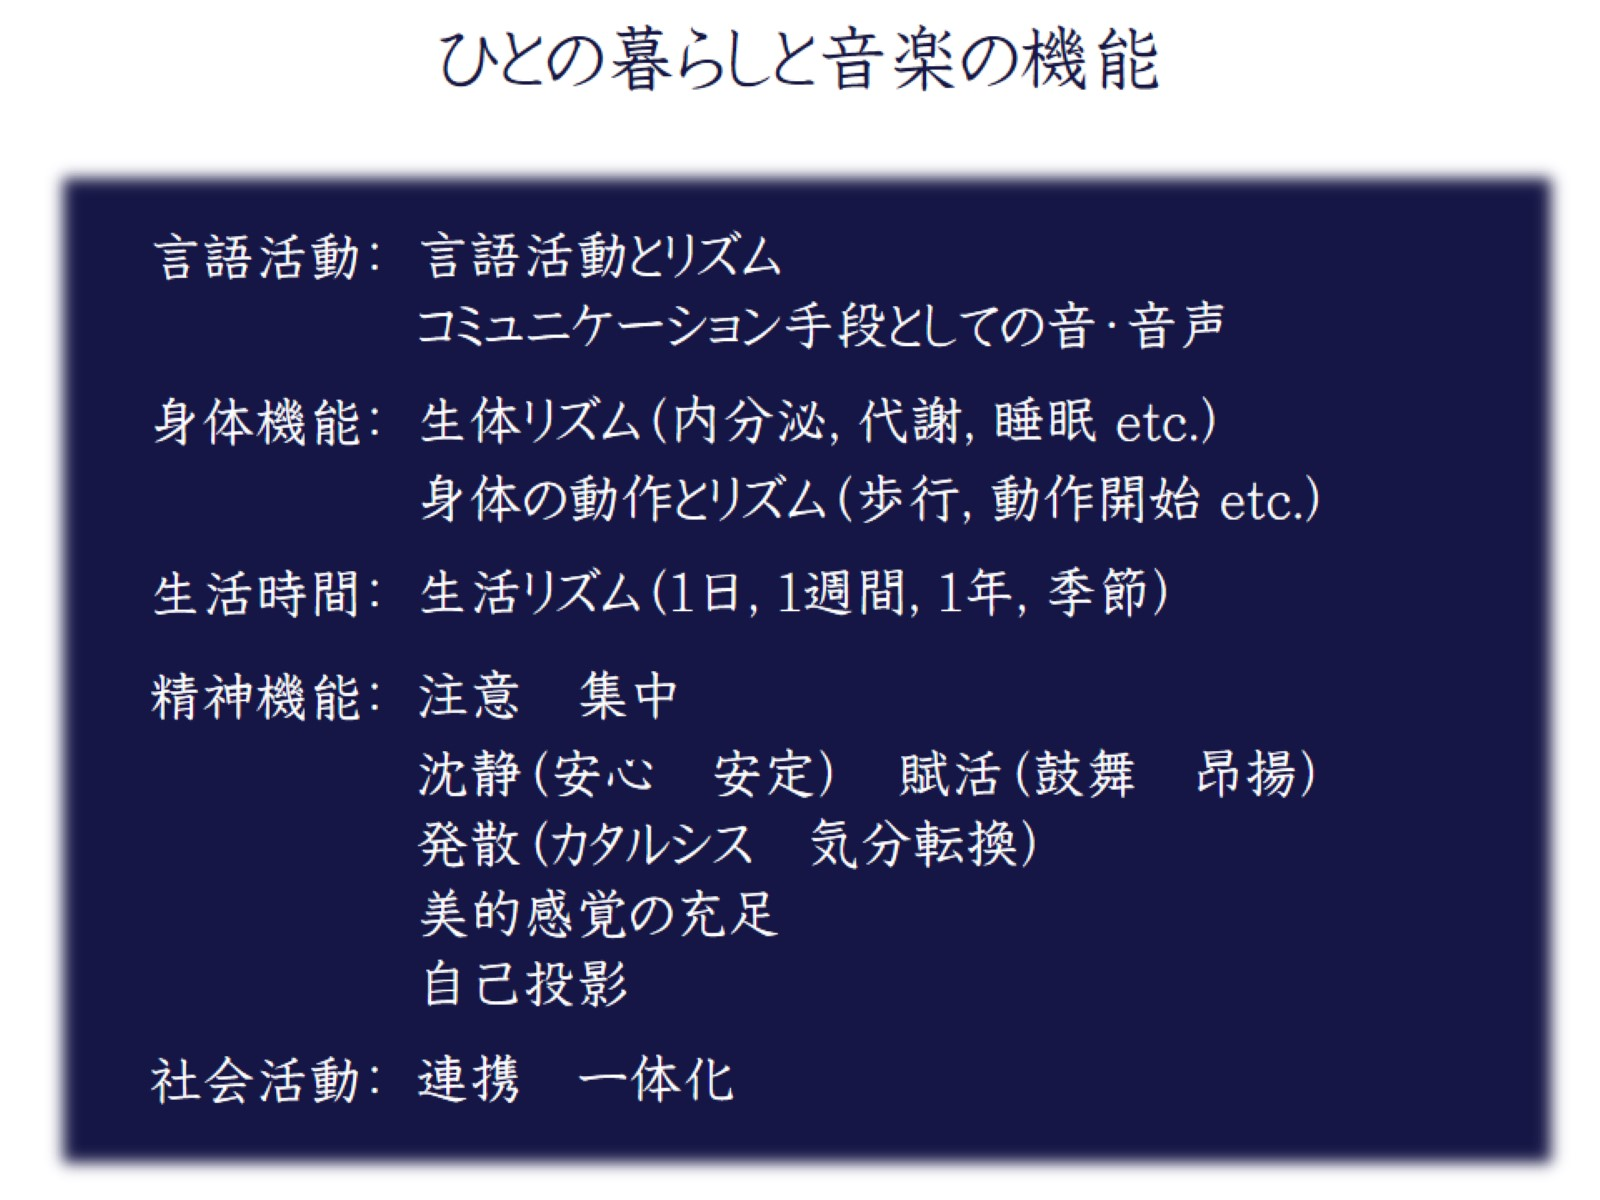 ひとの暮らしと音楽の機能
言語活動： 言語活動とリズム
コミュニケーション手段としての音・音声
身体機能： 生体リズム（内分泌, 代謝, 睡眠 etc.）
身体の動作とリズム（歩行, 動作開始 etc.）
生活時間： 生活リズム（1日, 1週間, 1年, 季節）
精神機能： 注意　集中
沈静（安心　安定）　賦活（鼓舞　昂揚）
発散（カタルシス　気分転換）
美的感覚の充足
自己投影
社会活動： 連携　一体化